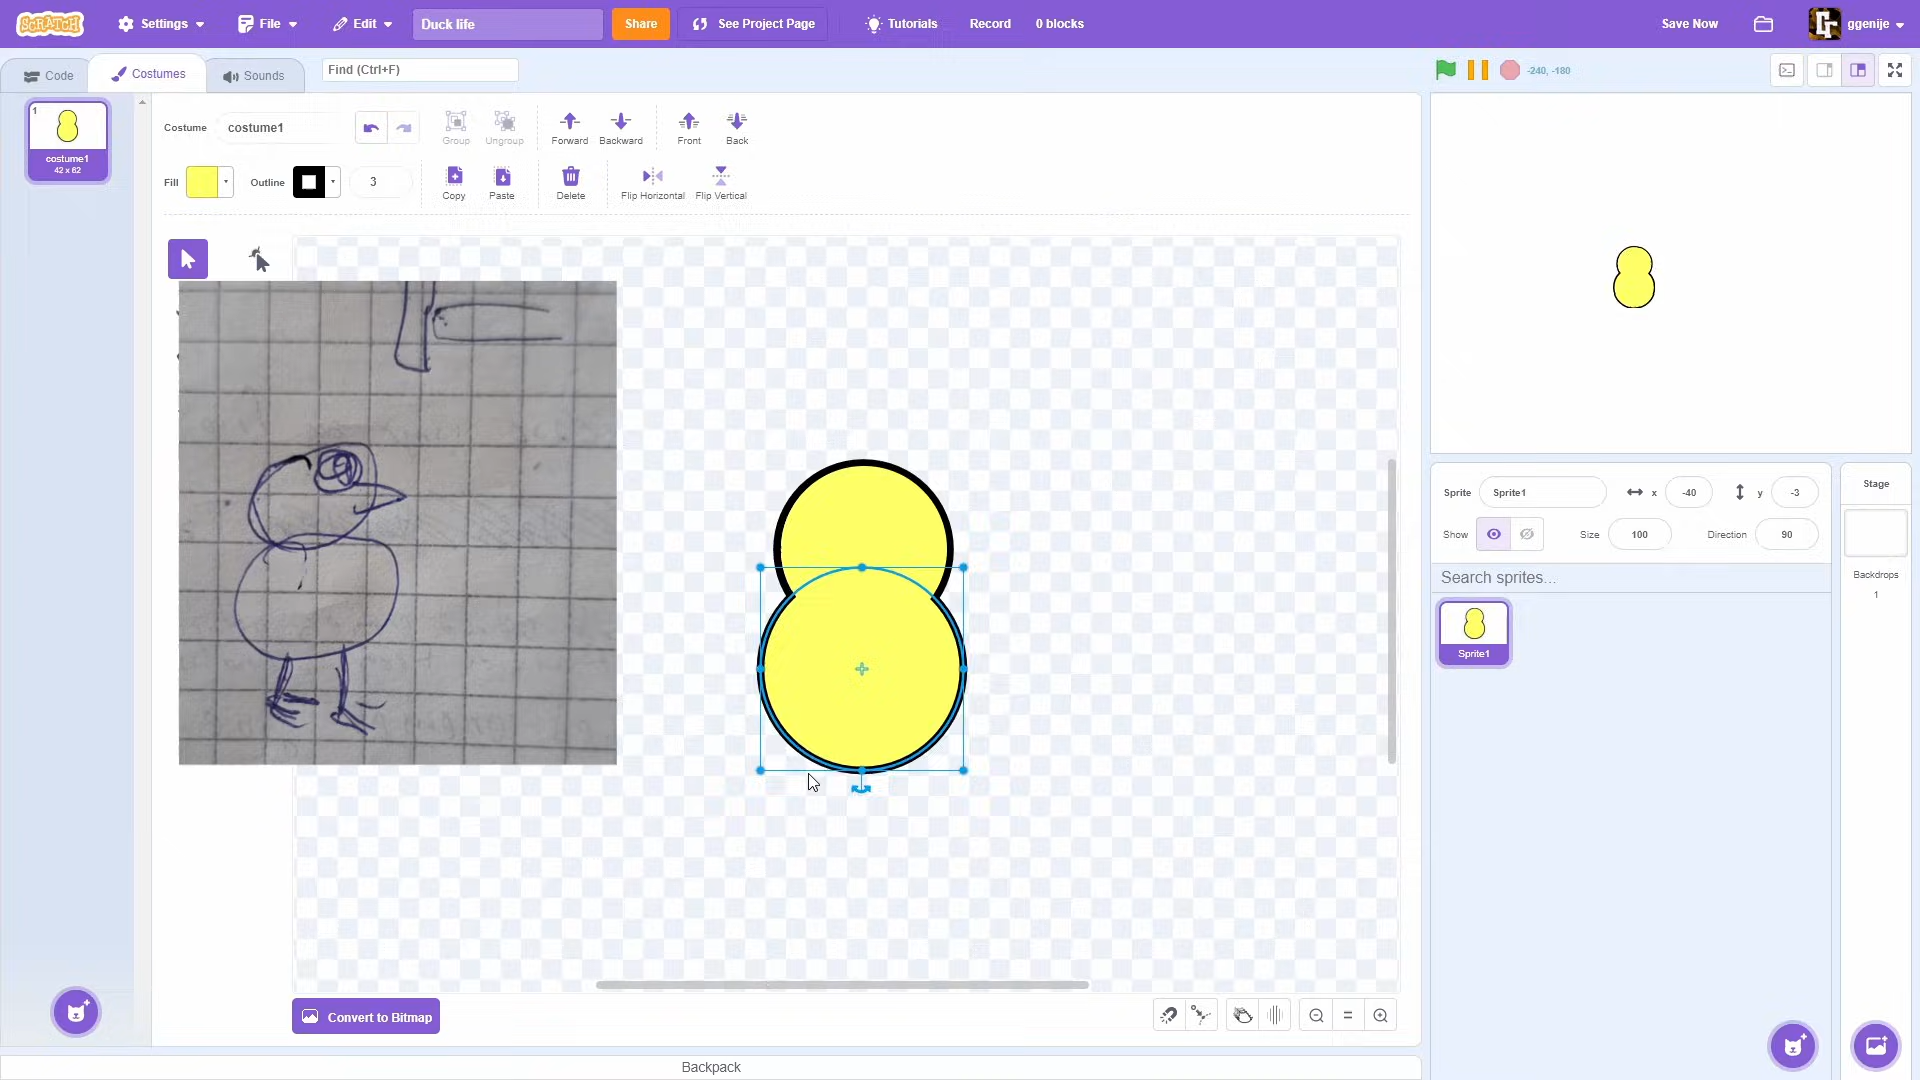 SCRATCH Settings File Edit Duck life Share See Project Page Tutorials Record 0 blocks Save Now ggenije
Code Costumes Sounds Find (Ctrl+F) -240, -180
1
costume1
42 x 62
Costume costume1 Group Ungroup Forward Backward Front Back
Fill Outline 3 Copy Paste Delete Flip Horizontal Flip Vertical
Sprite Sprite1 x -40 y -3
Show Size 100 Direction 90
Search sprites...
Sprite1
Stage
Backdrops
1
Convert to Bitmap
Backpack